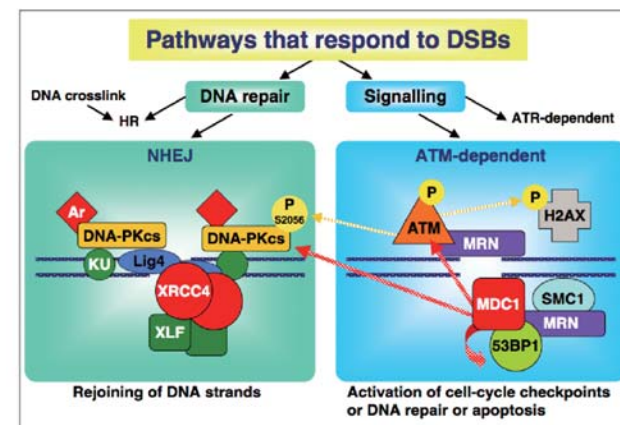 Pathways that respond to DSBs
DNA crosslink
HR
DNA repair
Signalling
ATR-dependent
NHEJ
Ar
DNA-PKcs
DNA-PKcs
P
S2056
KU
Lig4
XRCC4
XLF
Rejoining of DNA strands
ATM-dependent
P
P
ATM
MRN
H2AX
MDC1
SMC1
MRN
53BP1
Activation of cell-cycle checkpoints
or DNA repair or apoptosis